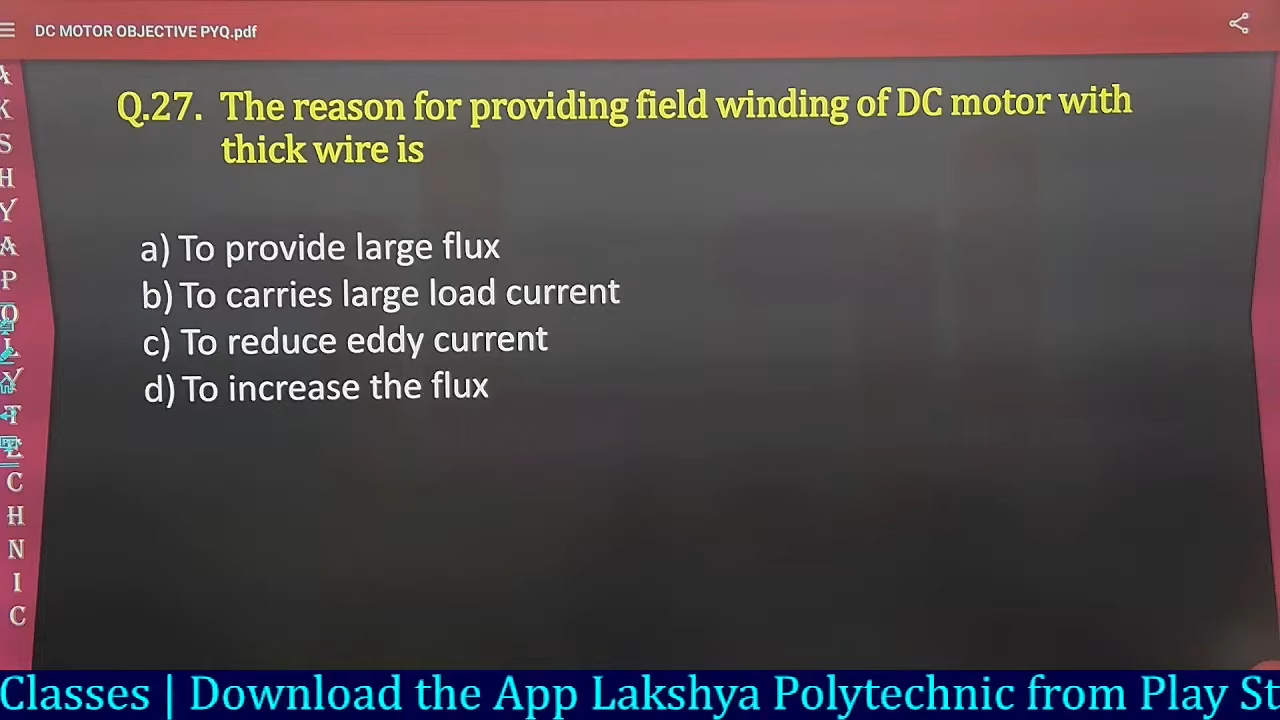 DC MOTOR OBJECTIVE PYQ.pdf
Q.27. The reason for providing field winding of DC motor with
thick wire is
a) To provide large flux
b) To carries large load current
c) To reduce eddy current
d) To increase the flux
A
K
S
H
Y
A
P
O
L
Y
T
E
C
H
N
I
C
Classes | Download the App Lakshya Polytechnic from Play St